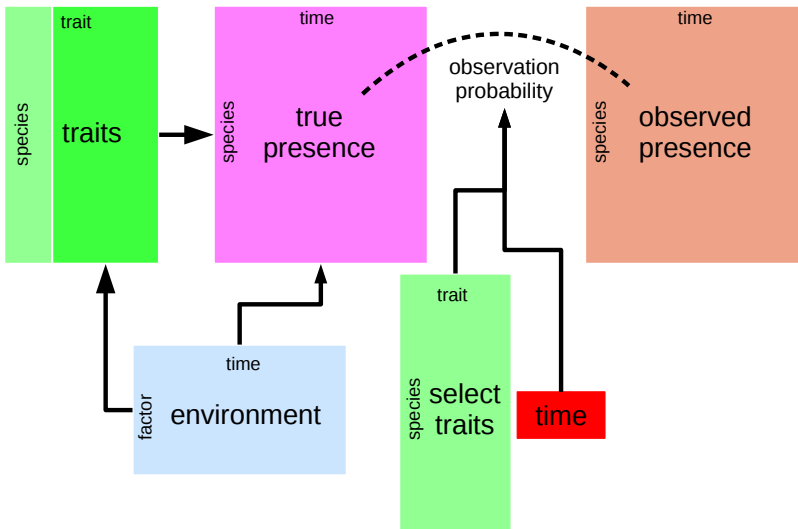 trait
species
traits
time
species
true
presence
observation
probability
time
species
observed
presence
time
factor
environment
trait
species
select
traits
time